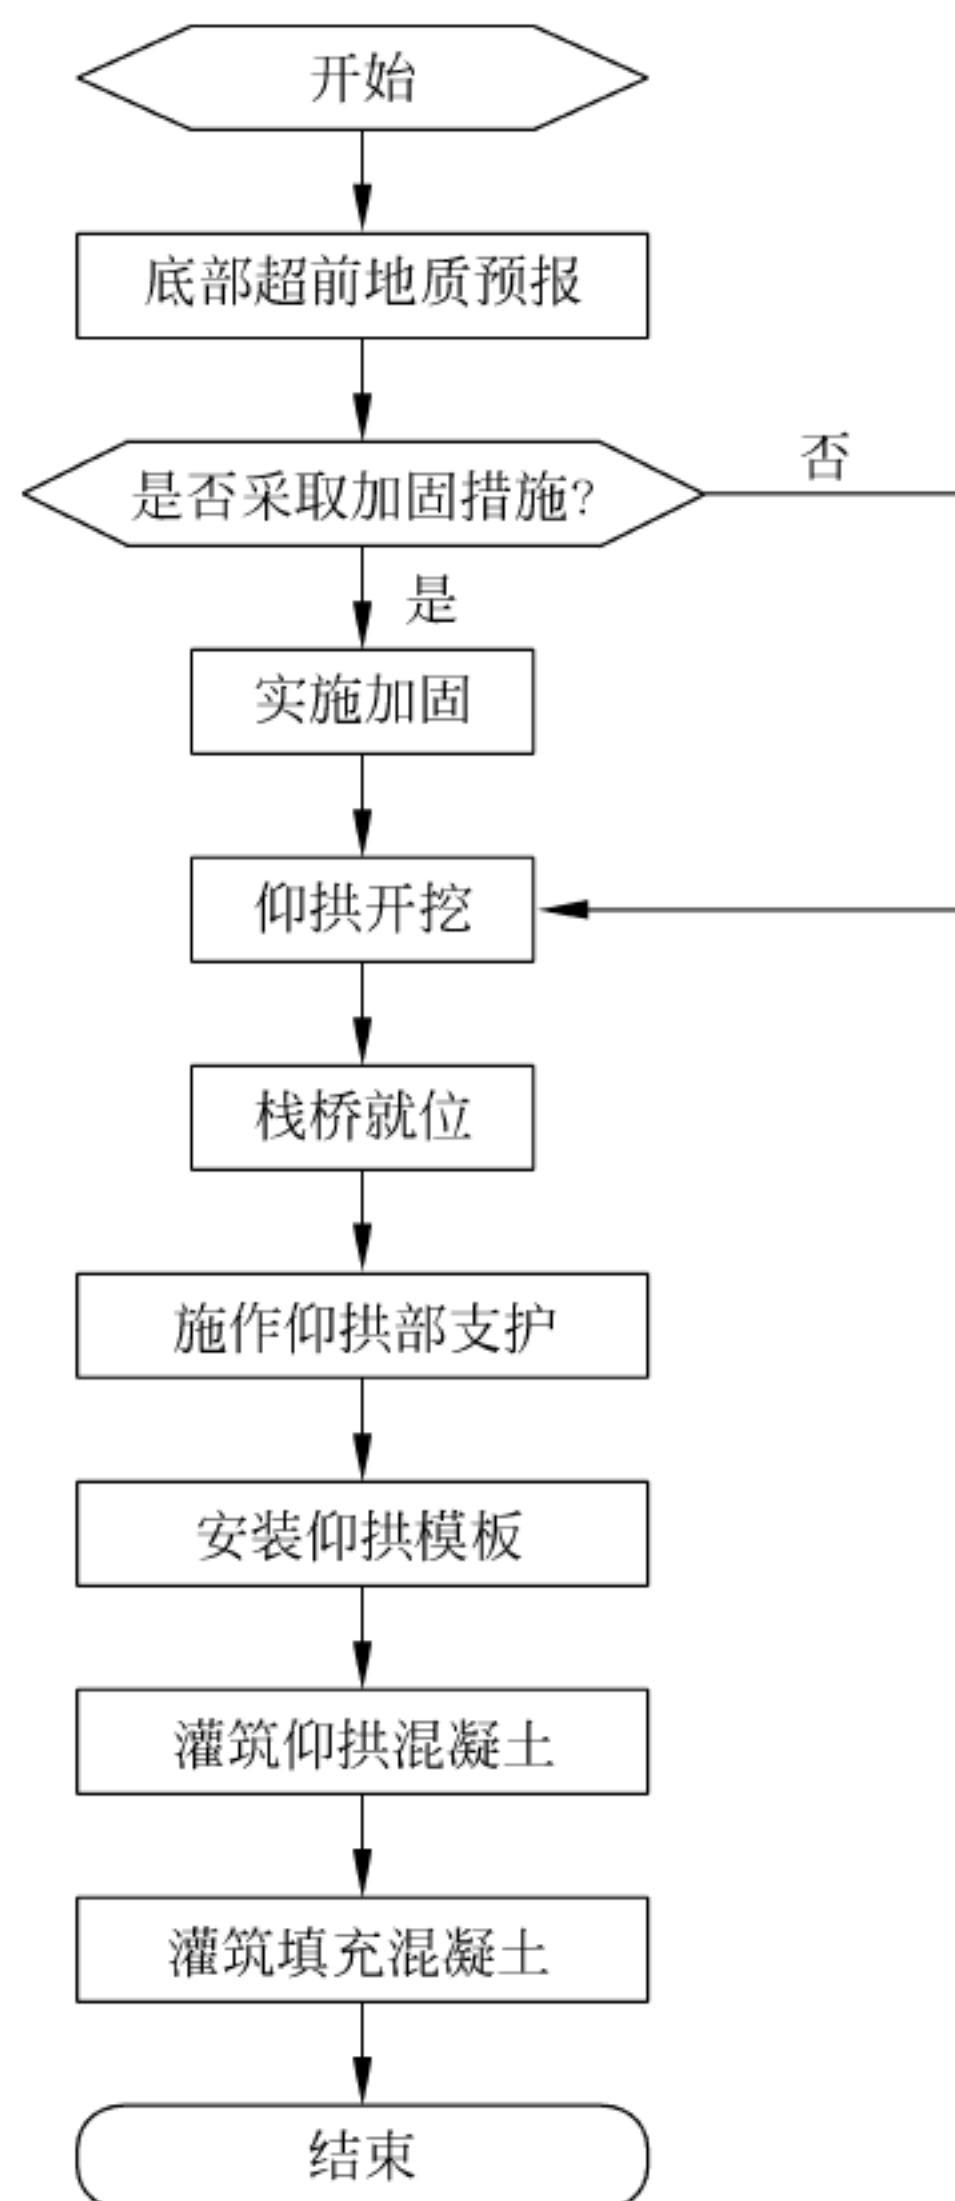 开始
底部超前地质预报
是否采取加固措施?
否
是
实施加固
仰拱开挖
栈桥就位
施作仰拱部支护
安装仰拱模板
灌筑仰拱混凝土
灌筑填充混凝土
结束